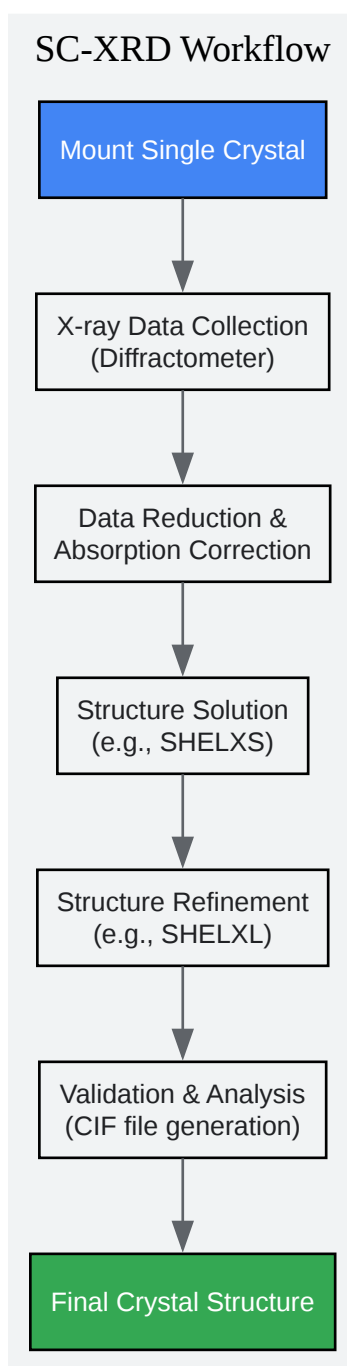 SC-XRD Workflow
Mount Single Crystal
X-ray Data Collection
(Diffractometer)
Data Reduction &
Absorption Correction
Structure Solution
(e.g., SHELXS)
Structure Refinement
(e.g., SHELXL)
Validation & Analysis
(CIF file generation)
Final Crystal Structure